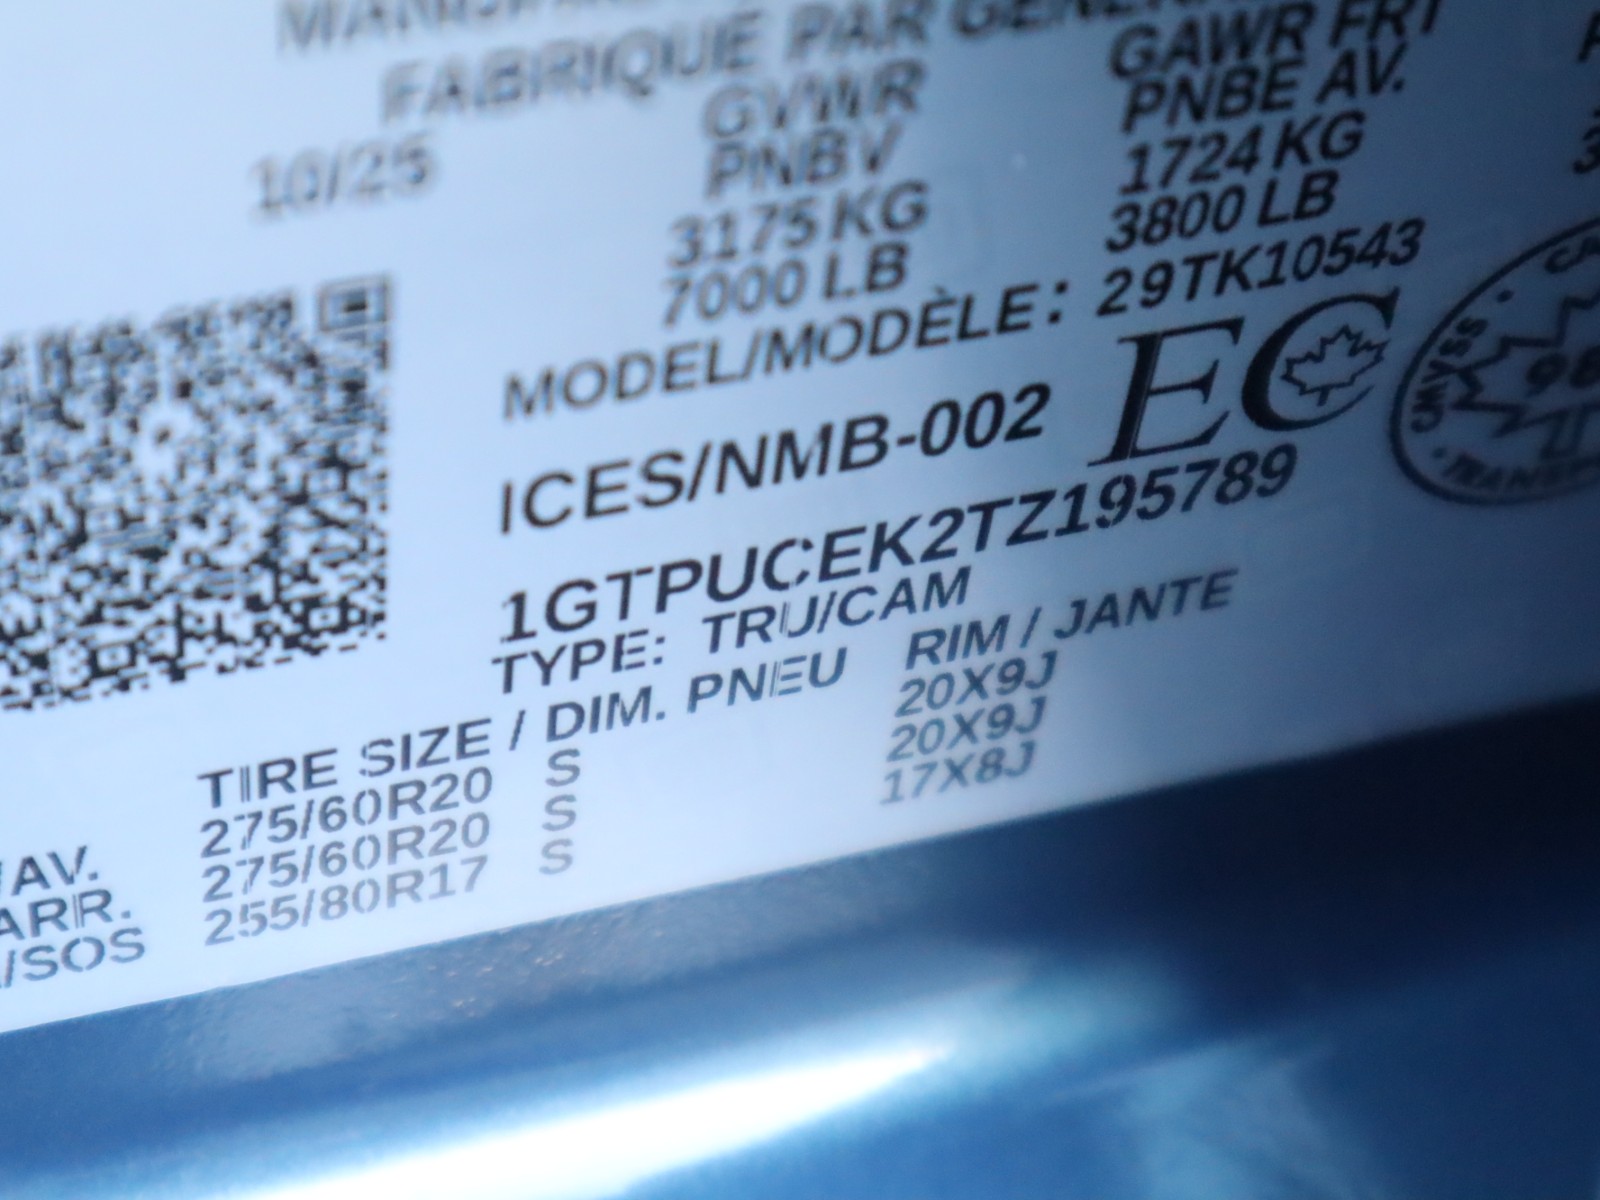 FABRIQUE PAR
10/25
GVWR
PNBV
3175 KG
7000 LB
GAWR FRT
PNBE AV.
1724 KG
3800 LB
MODEL/MODÈLE: 29TK10543
ICES/NMB-002 EC
1GTPUCEK2TZ195789
TYPE: TRU/CAM
TIRE SIZE / DIM. PNEU RIM / JANTE
/AV. 275/60R20 S 20X9J
ARR. 275/60R20 S 20X9J
/SOS 255/80R17 S 17X8J
CMVSS